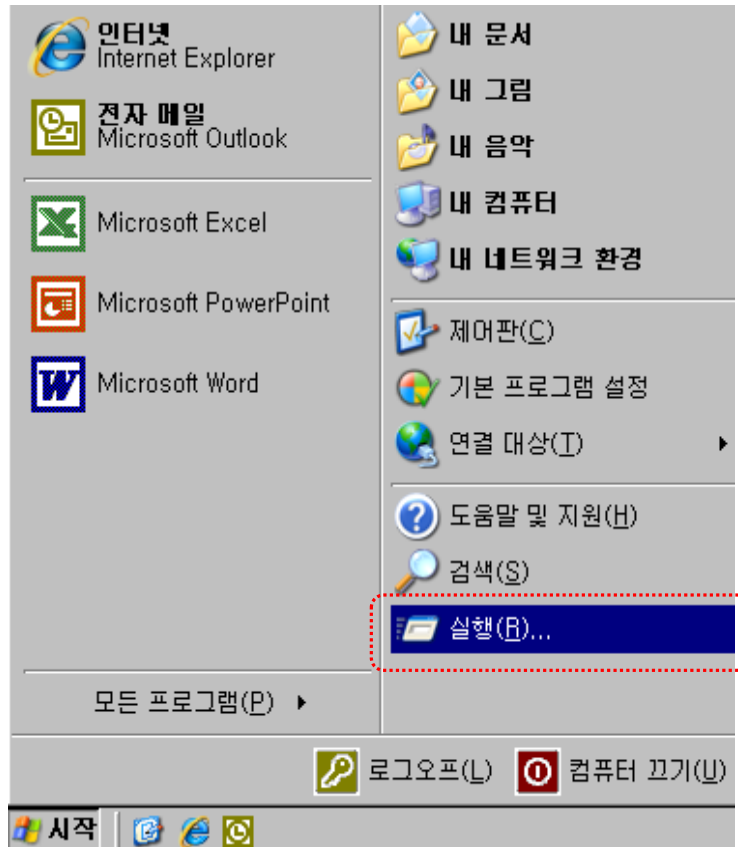 인터넷
Internet Explorer
전자 메일
Microsoft Outlook
Microsoft Excel
Microsoft PowerPoint
Microsoft Word
모든 프로그램(P)
내 문서
내 그림
내 음악
내 컴퓨터
내 네트워크 환경
제어판(C)
기본 프로그램 설정
연결 대상(T)
도움말 및 지원(H)
검색(S)
실행(R)...
로그오프(L)
컴퓨터 끄기(U)
시작